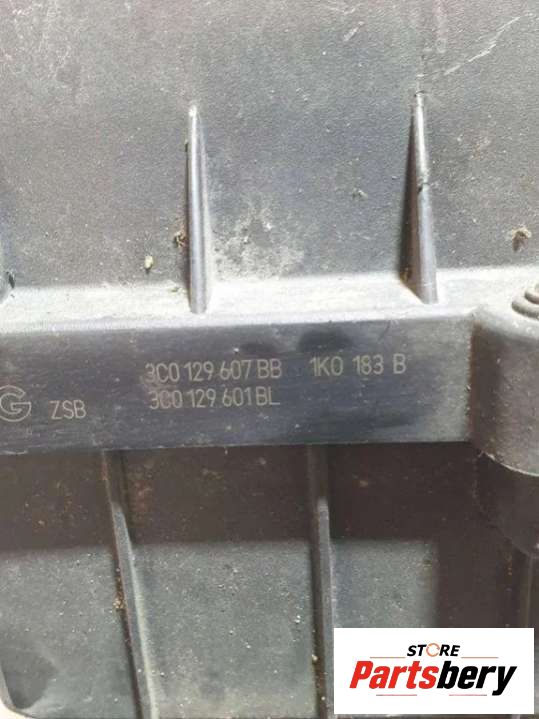 3C0 129 607 BB 1K0 183 B
G ZSB 3C0 129 601 BL
STORE
Partsbery